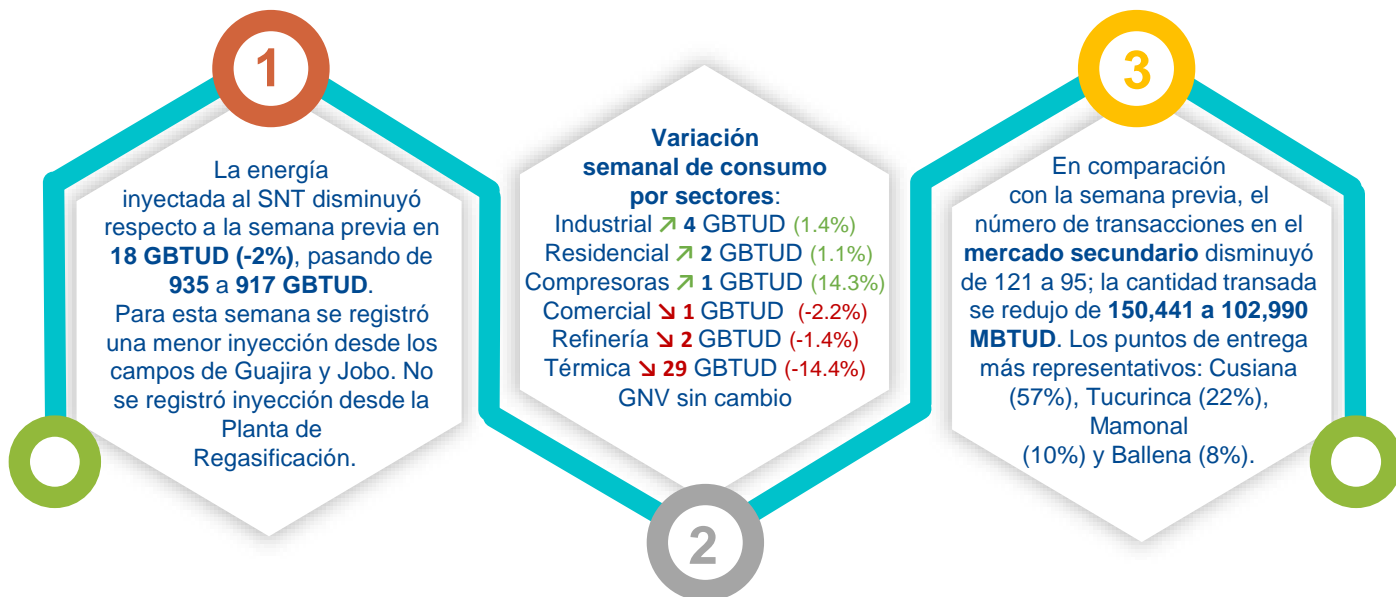 1
La energía
inyectada al SNT disminuyó
respecto a la semana previa en
18 GBTUD (-2%), pasando de
935 a 917 GBTUD.
Para esta semana se registró
una menor inyección desde los
campos de Guajira y Jobo. No
se registró inyección desde la
Planta de
Regasificación.
Variación
semanal de consumo
por sectores:
Industrial ↗ 4 GBTUD (1.4%)
Residencial ↗ 2 GBTUD (1.1%)
Compresoras ↗ 1 GBTUD (14.3%)
Comercial ↘ 1 GBTUD (-2.2%)
Refinería ↘ 2 GBTUD (-1.4%)
Térmica ↘ 29 GBTUD (-14.4%)
GNV sin cambio
2
3
En comparación
con la semana previa, el
número de transacciones en el
mercado secundario disminuyó
de 121 a 95; la cantidad transada
se redujo de 150,441 a 102,990
MBTUD. Los puntos de entrega
más representativos: Cusiana
(57%), Tucurinca (22%),
Mamonal
(10%) y Ballena (8%).